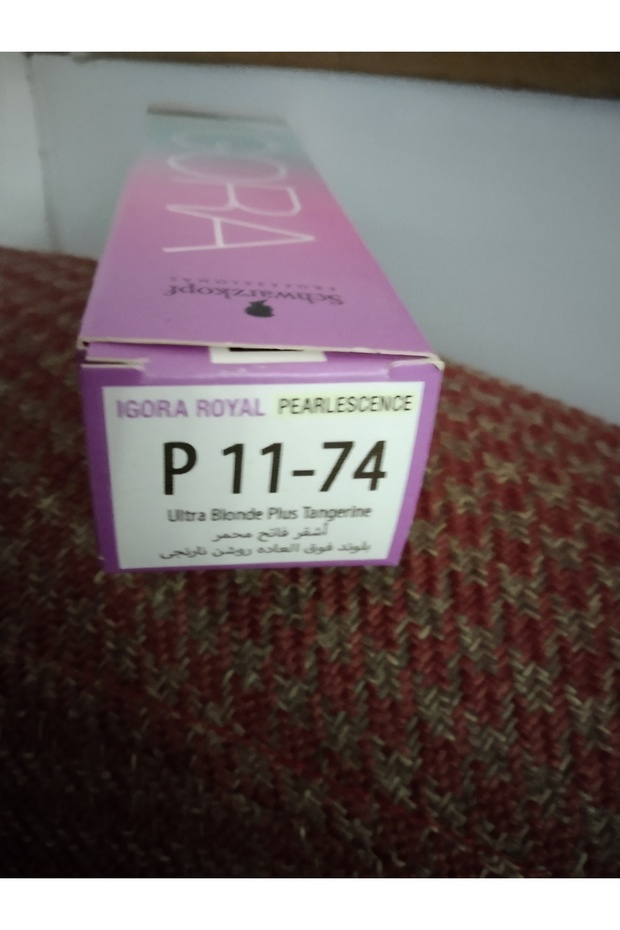 IGORA
Schwarzkopf
PROFESSIONAL
IGORA ROYAL PEARLESCENCE
P 11-74
Ultra Blonde Plus Tangerine
أشقر فاتح محمر
بلوند فوق العاده روشن نارنجی